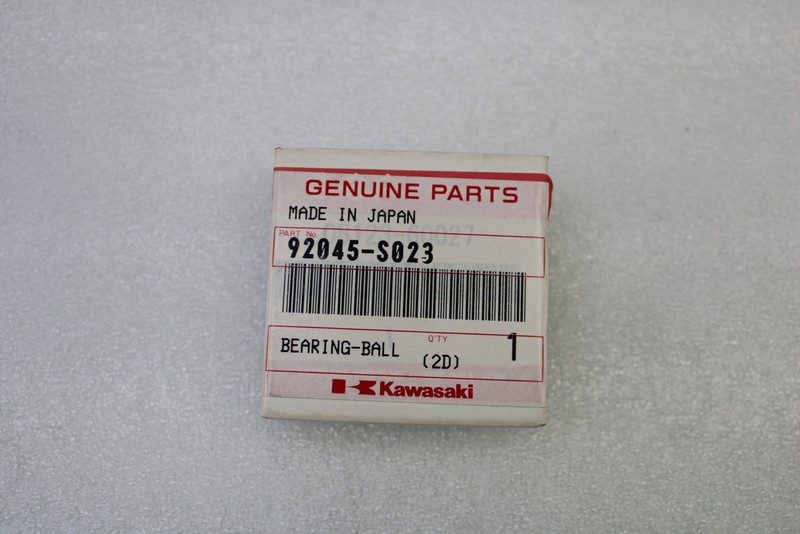 GENUINE PARTS
MADE IN JAPAN
PART No.
92045-S023
BEARING-BALL
Q'TY
(2D)
1
Kawasaki